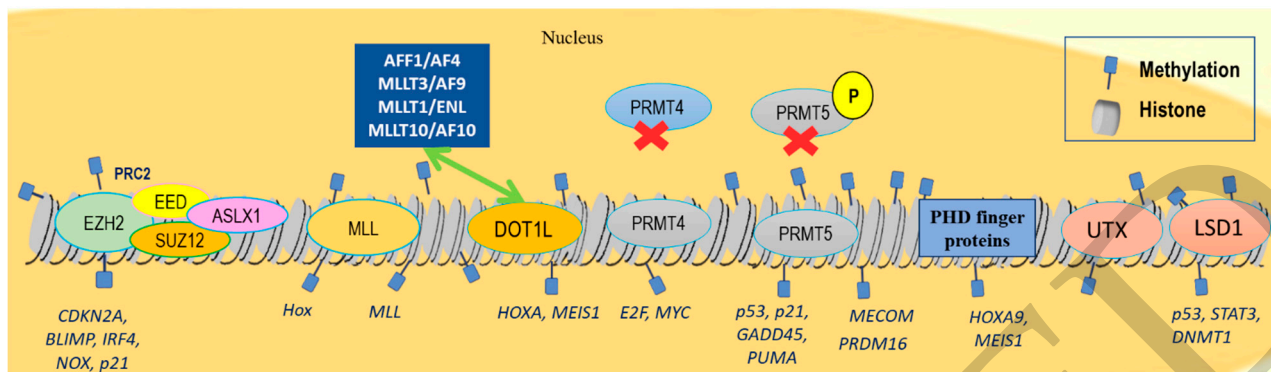 Nucleus
AFF1/AF4
MLLT3/AF9
MLLT1/ENL
MLLT10/AF10
PRMT4
PRMT5
P
Methylation
Histone
PRC2
EED
EZH2
ASLX1
SUZ12
MLL
DOT1L
PRMT4
PRMT5
PHD finger
proteins
UTX
LSD1
CDKN2A,
BLIMP, IRF4,
NOX, p21
Hox
MLL
HOXA, MEIS1
E2F, MYC
p53, p21,
GADD45,
PUMA
MECOM
PRDM16
HOXA9,
MEIS1
p53, STAT3,
DNMT1